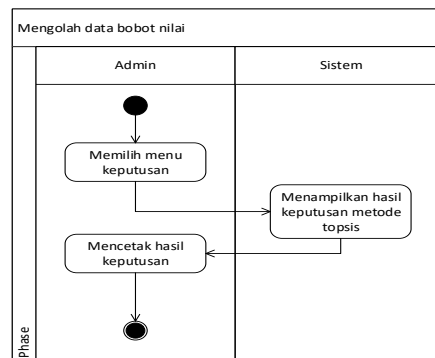 Mengolah data bobot nilai
Admin
Sistem
Memilih menu
keputusan
Menampilkan hasil
keputusan metode
topsis
Mencetak hasil
keputusan
Phase